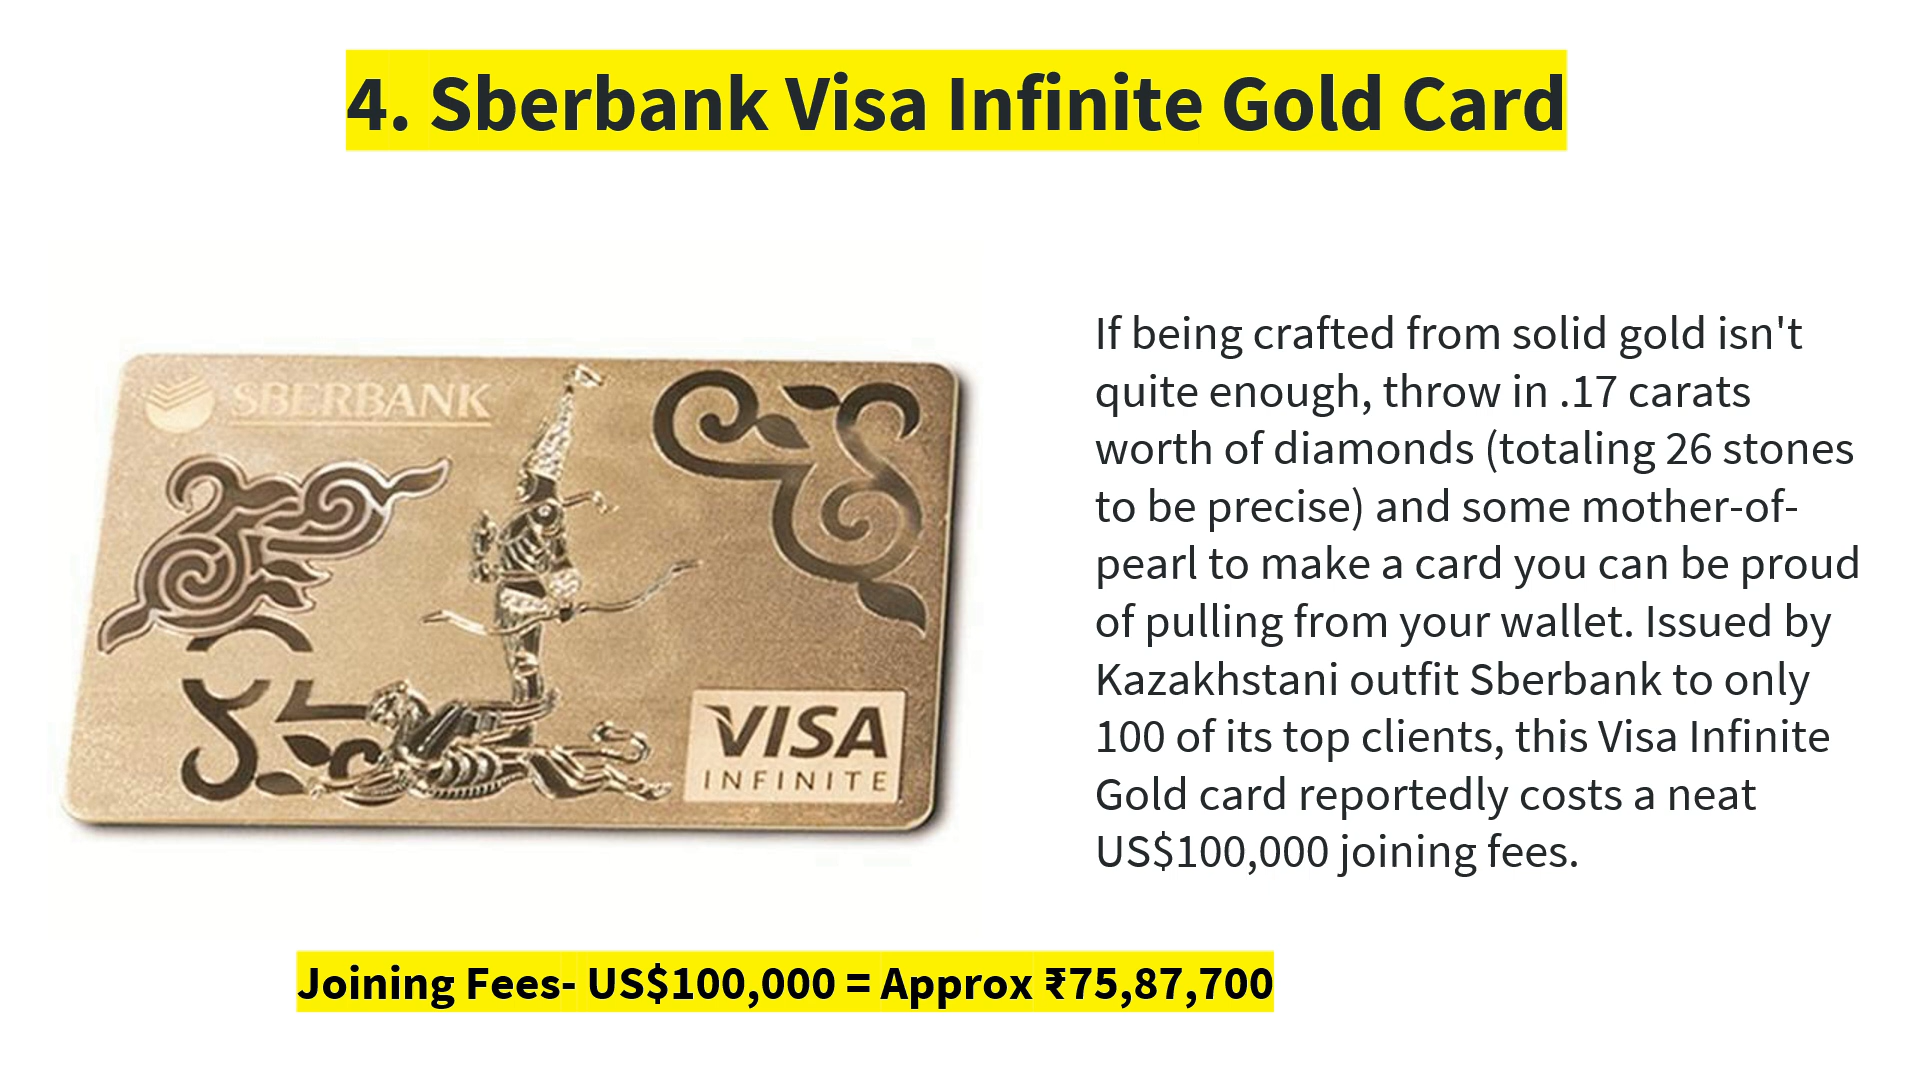 4. Sberbank Visa Infinite Gold Card
SBERBANK
VISA
INFINITE
If being crafted from solid gold isn't
quite enough, throw in .17 carats
worth of diamonds (totaling 26 stones
to be precise) and some mother-of-
pearl to make a card you can be proud
of pulling from your wallet. Issued by
Kazakhstani outfit Sberbank to only
100 of its top clients, this Visa Infinite
Gold card reportedly costs a neat
US$100,000 joining fees.
Joining Fees- US$100,000 = Approx ₹75,87,700